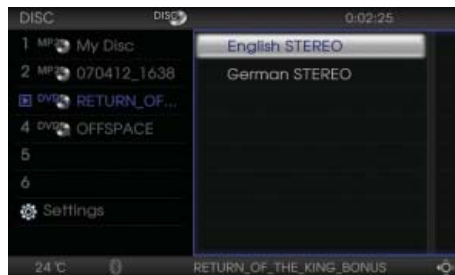 DISC DISC 0:02:25
1 MP3 My Disc
2 MP3 070412_1638
DVD RETURN_OF...
4 DVD OFFSPACE
5
6
Settings
English STEREO
German STEREO
24 °C RETURN_OF_THE_KING_BONUS